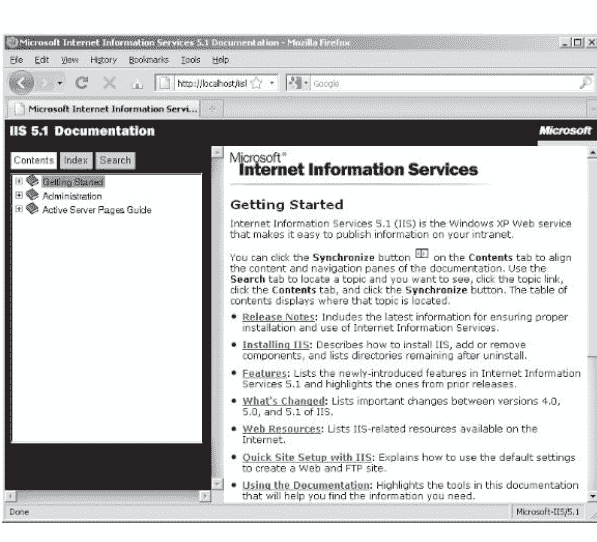 Microsoft Internet Information Services 5.1 Documentation - Mozilla Firefox
File Edit View History Bookmarks Tools Help
http://localhost/iisl
Google
Microsoft Internet Information Servi...
IIS 5.1 Documentation
Microsoft
Contents Index Search
Getting Started
Administration
Active Server Pages Guide
Microsoft®
Internet Information Services
Getting Started
Internet Information Services 5.1 (IIS) is the Windows XP Web service
that makes it easy to publish information on your intranet.
You can click the Synchronize button on the Contents tab to align
the content and navigation panes of the documentation. Use the
Search tab to locate a topic and you want to see, click the topic link,
click the Contents tab, and click the Synchronize button. The table of
contents displays where that topic is located.
• Release Notes: Includes the latest information for ensuring proper
installation and use of Internet Information Services.
• Installing IIS: Describes how to install IIS, add or remove
components, and lists directories remaining after uninstall.
• Features: Lists the newly-introduced features in Internet Information
Services 5.1 and highlights the ones from prior releases.
• What's Changed: Lists important changes between versions 4.0,
5.0, and 5.1 of IIS.
• Web Resources: Lists IIS-related resources available on the
Internet.
• Quick Site Setup with IIS: Explains how to use the default settings
to create a Web and FTP site.
• Using the Documentation: Highlights the tools in this documentation
that will help you find the information you need.
Done
Microsoft-IIS/5.1